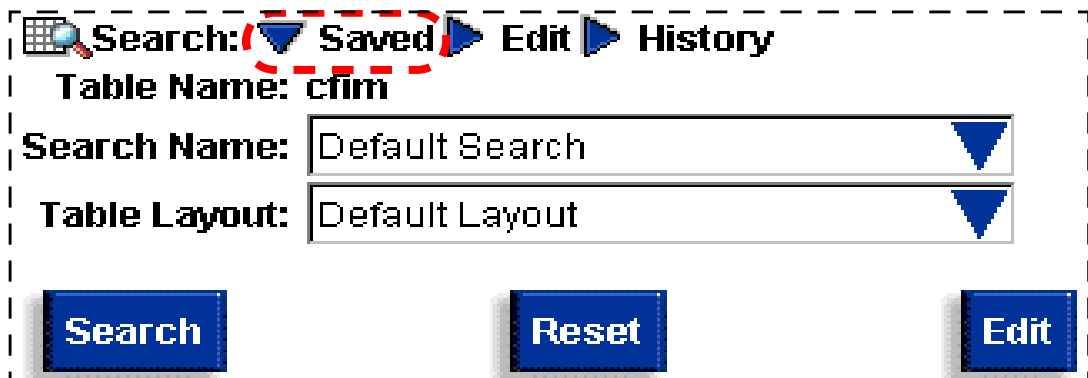 Search: Saved Edit History
Table Name: cfim
Search Name: Default Search
Table Layout: Default Layout
Search Reset Edit